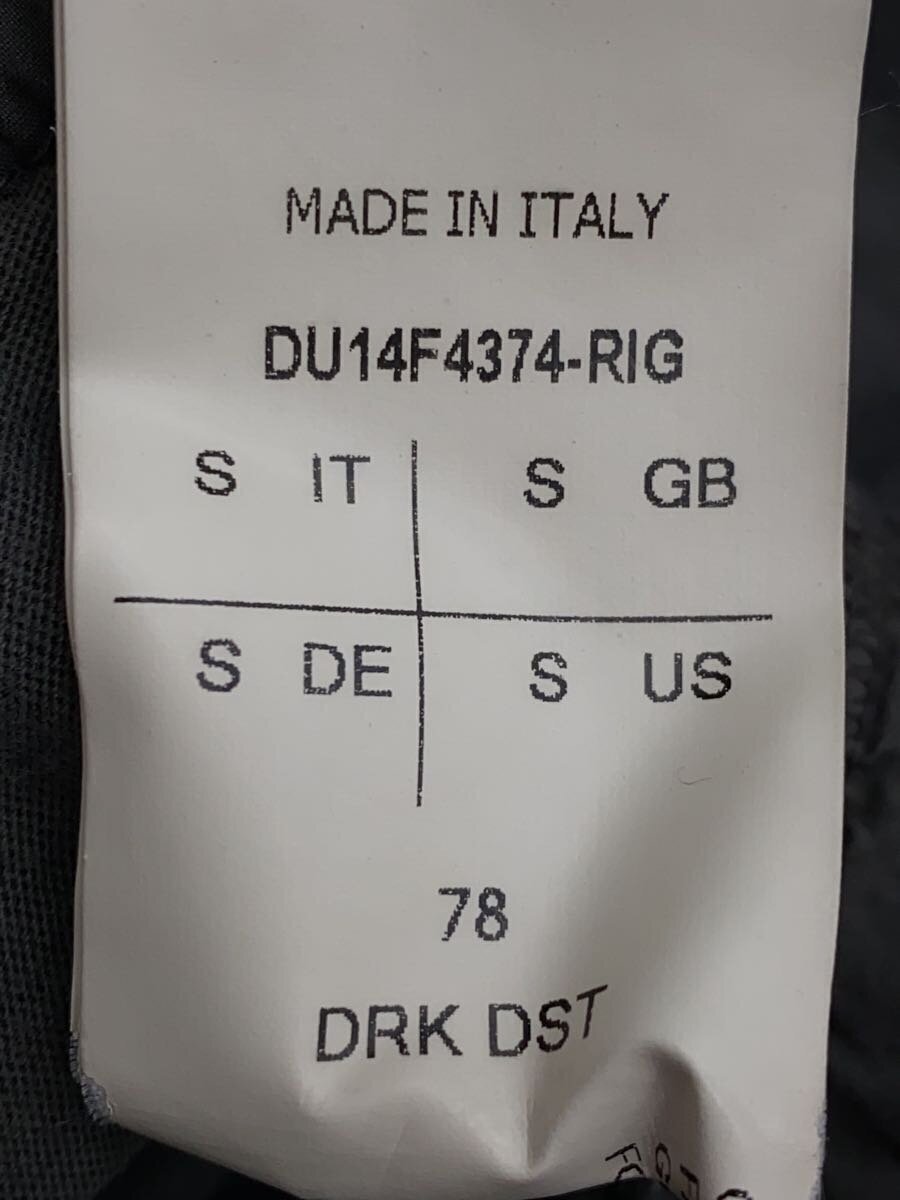 MADE IN ITALY
DU14F4374-RIG
S IT S GB
S DE S US
78
DRK DST